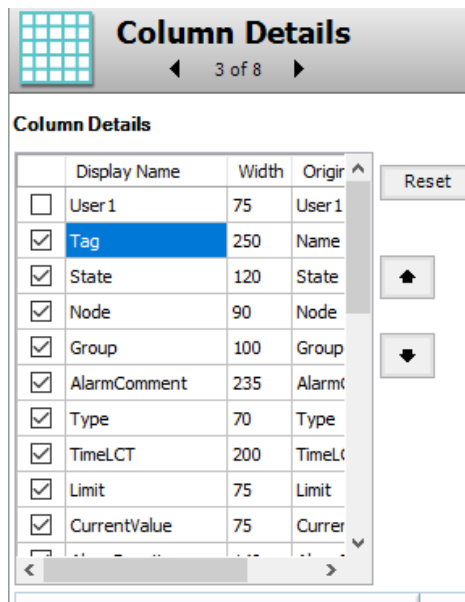 Column Details
3 of 8
Column Details
Display Name Width Origin
Reset
User1 75 User1
Tag 250 Name
State 120 State
Node 90 Node
Group 100 Group
AlarmComment 235
Type 70 Type
TimeLCT 200
Limit 75 Limit
CurrentValue 75 Curren